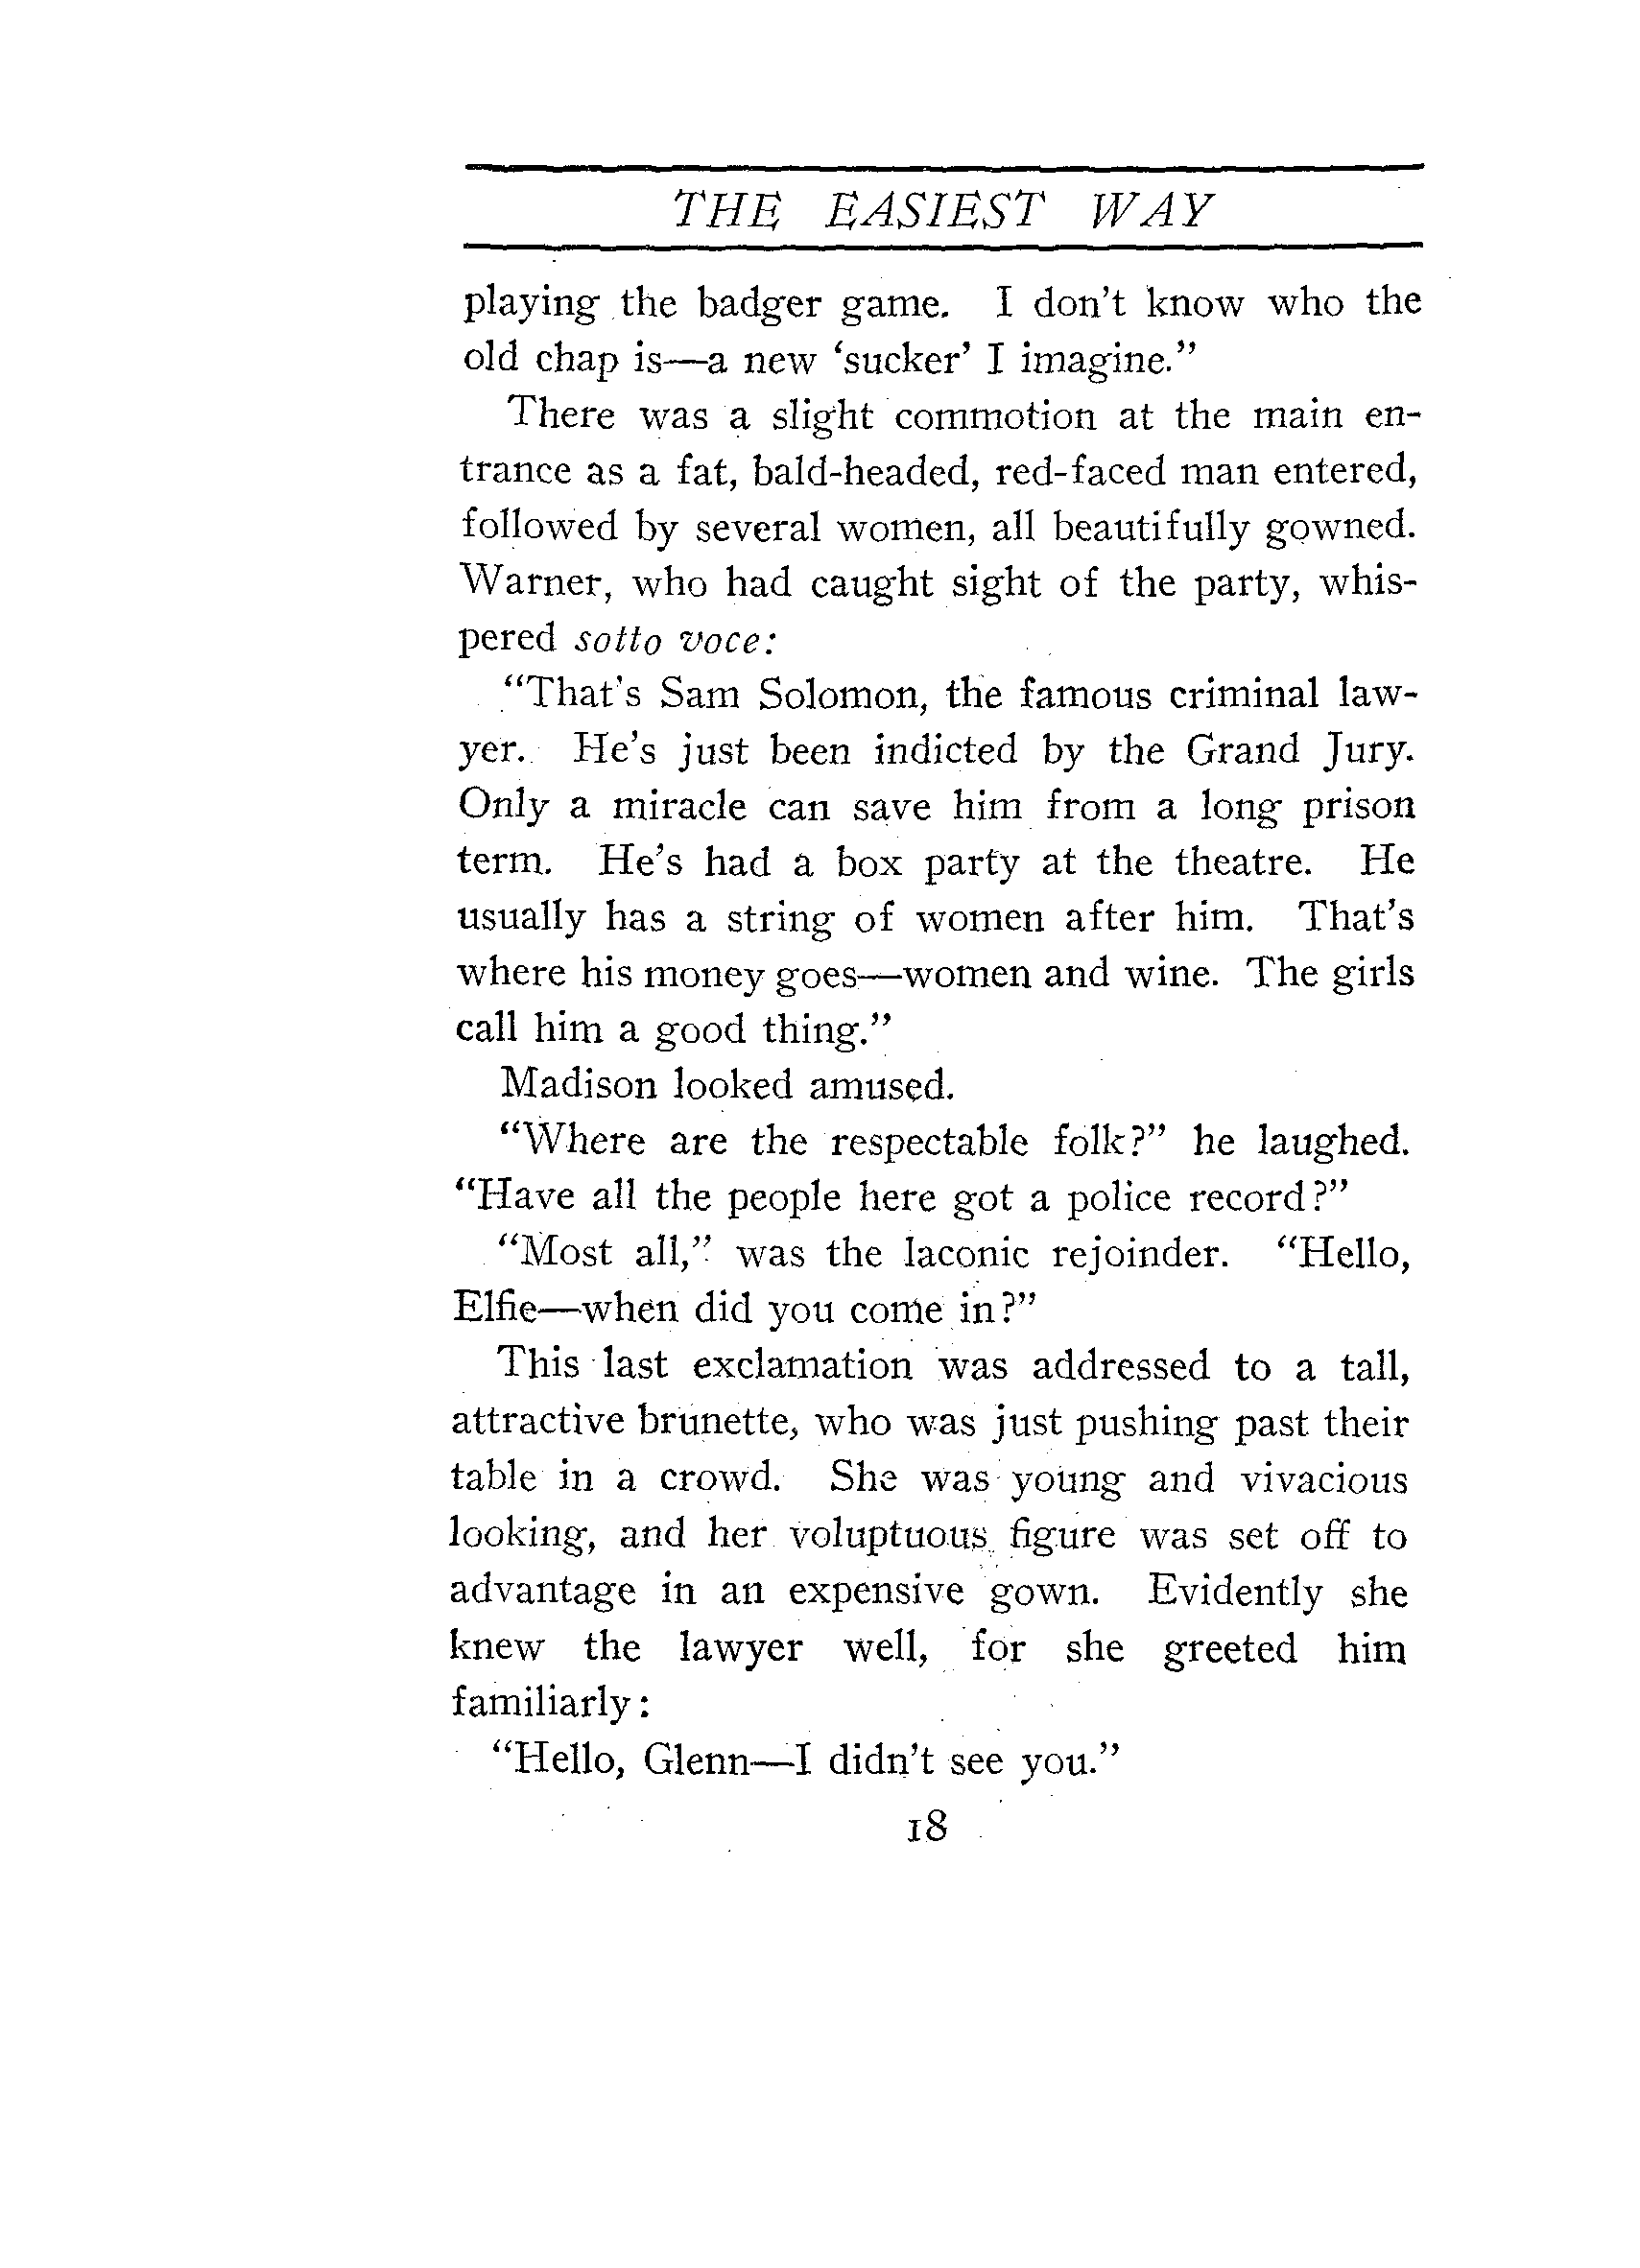 THE EASIEST WAY
playing the badger game. I don't know who the
old chap is—a new ‘sucker’ I imagine.”
There was a slight commotion at the main en-
trance as a fat, bald-headed, red-faced man entered,
followed by several women, all beautifully gowned.
Warner, who had caught sight of the party, whis-
pered sotto voce:
“That's Sam Solomon, the famous criminal law-
yer. He's just been indicted by the Grand Jury.
Only a miracle can save him from a long prison
term. He's had a box party at the theatre. He
usually has a string of women after him. That's
where his money goes—women and wine. The girls
call him a good thing.”
Madison looked amused.
“Where are the respectable folk?” he laughed.
“Have all the people here got a police record?”
“Most all,” was the laconic rejoinder. “Hello,
Elfie—when did you come in?”
This last exclamation was addressed to a tall,
attractive brunette, who was just pushing past their
table in a crowd. She was young and vivacious
looking, and her voluptuous figure was set off to
advantage in an expensive gown. Evidently she
knew the lawyer well, for she greeted him
familiarly:
“Hello, Glenn—I didn't see you.”
18